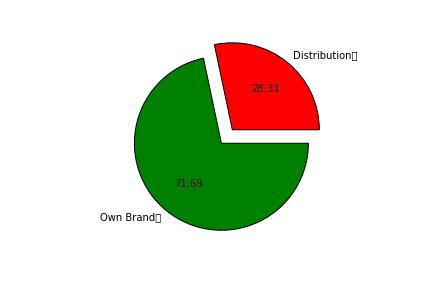 Distribution
28.31
71.69
Own Brand